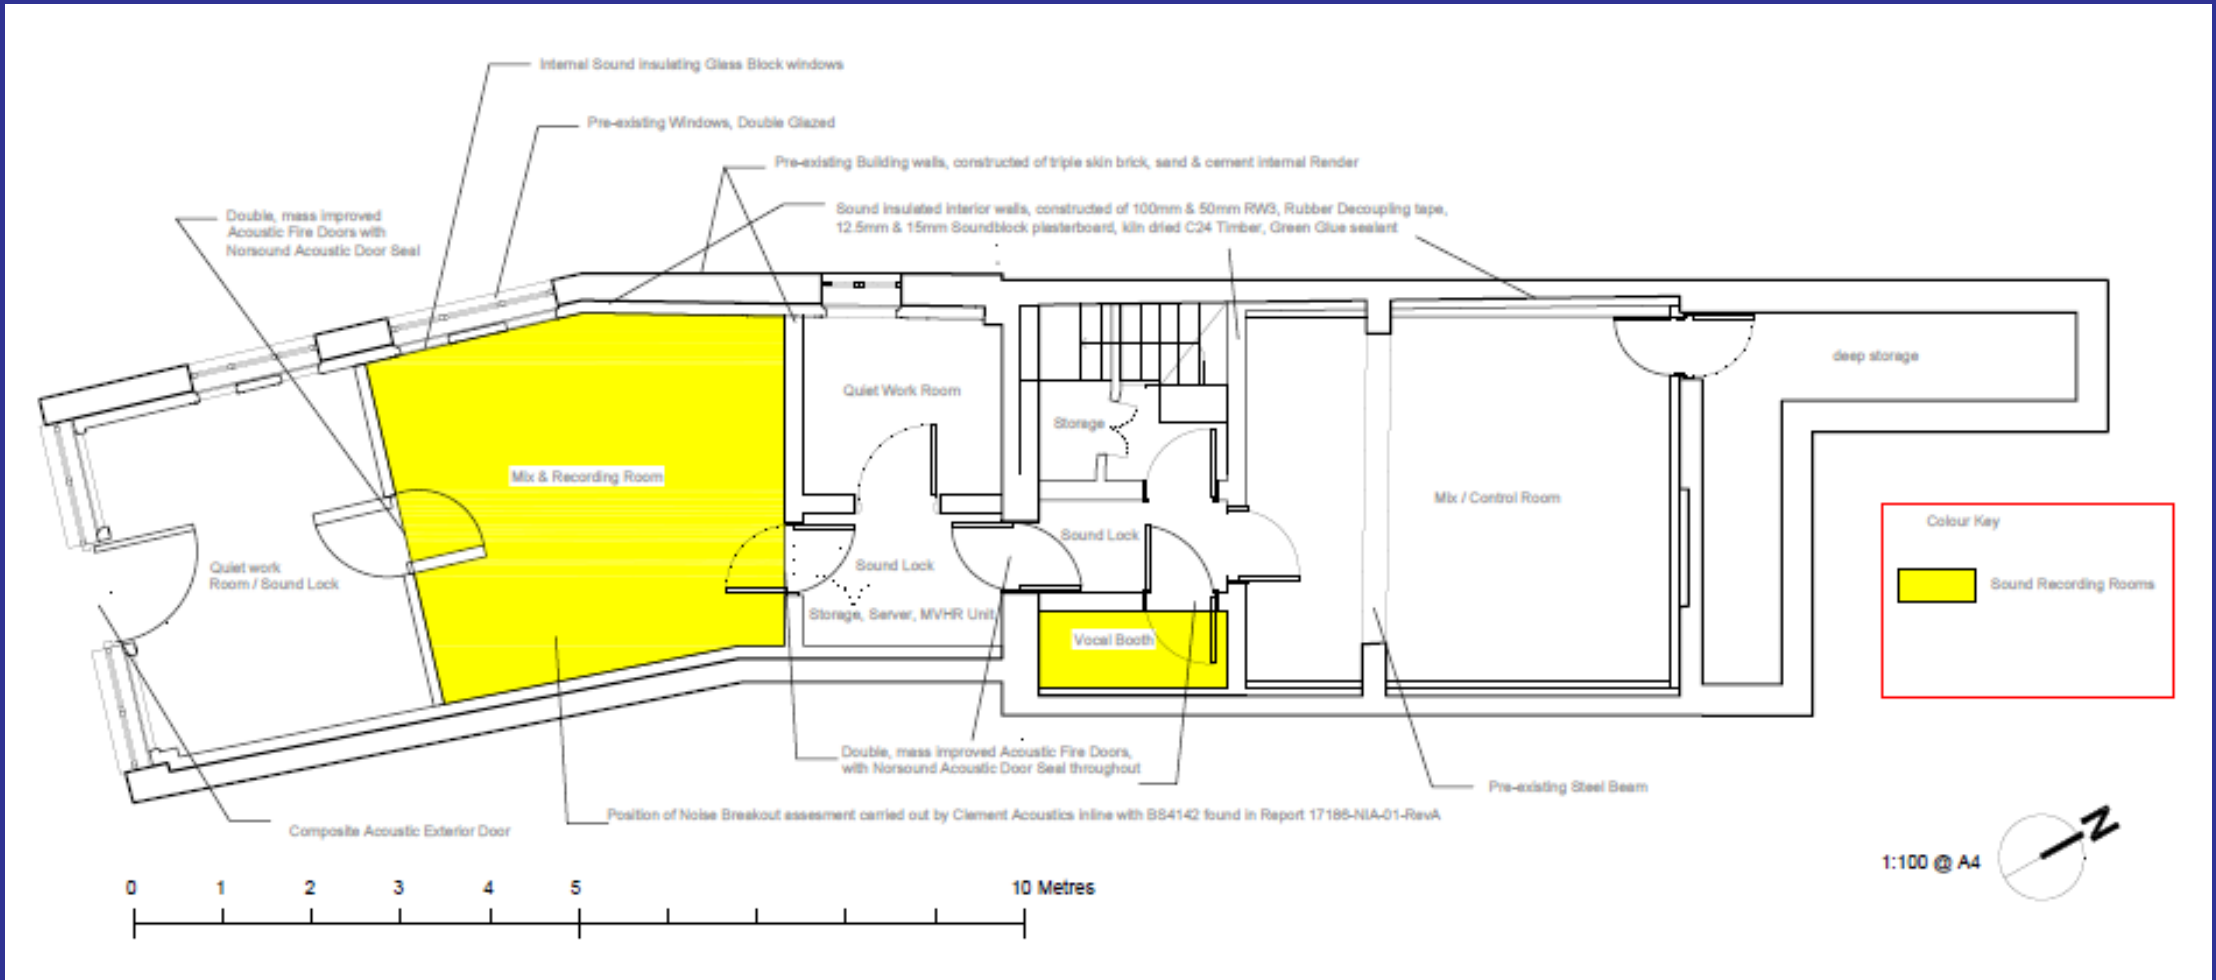 Internal Sound insulating Glass Block windows
Pre-existing Windows, Double Glazed
Pre-existing Building walls, constructed of triple skin brick, sand & cement internal Render
Sound insulated interior walls, constructed of 100mm & 50mm RW3, Rubber Decoupling tape,
12.5mm & 15mm Soundblock plasterboard, kiln dried C24 Timber, Green Glue sealant
Double, mass improved
Acoustic Fire Doors with
Norsound Acoustic Door Seal
deep storage
Quiet Work Room
Storage
Mix & Recording Room
Mix / Control Room
Colour Key
Sound Recording Rooms
Sound Lock
Sound Lock
Quiet work
Room / Sound Lock
Storage, Server, MVHR Unit
Vocal Booth
Double, mass improved Acoustic Fire Doors,
with Norsound Acoustic Door Seal throughout
Pre-existing Steel Beam
Position of Noise Breakout assesment carried out by Clement Acoustics inline with BS4142 found in Report 17186-NIA-01-RevA
Composite Acoustic Exterior Door
0 1 2 3 4 5 10 Metres
1:100 @ A4
N